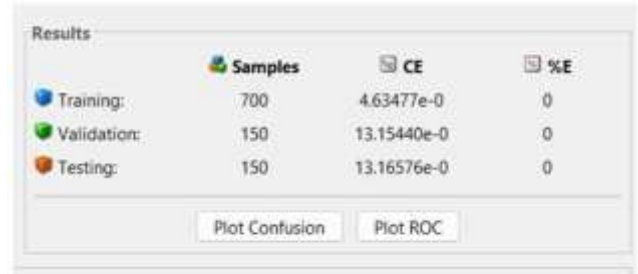 Results
Samples CE %E
Training: 700 4.63477e-0 0
Validation: 150 13.15440e-0 0
Testing: 150 13.16576e-0 0
Plot Confusion Plot ROC